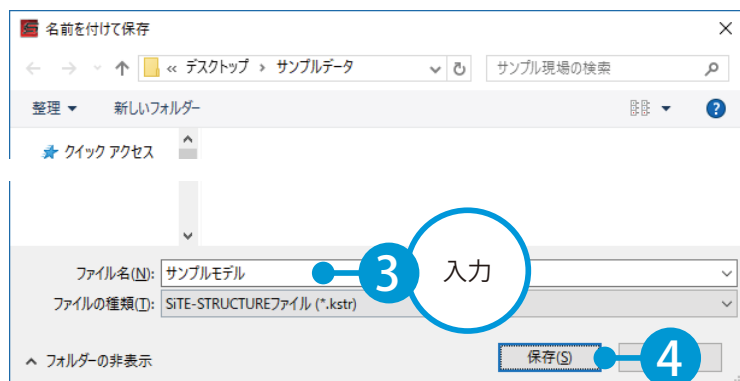 名前を付けて保存
« デスクトップ › サンプルデータ
サンプル現場の検索
整理
新しいフォルダー
?
クイック アクセス
ファイル名(N): サンプルモデル
3
入力
ファイルの種類(T): SiTE-STRUCTUREファイル (*.kstr)
フォルダーの非表示
保存(S)
4